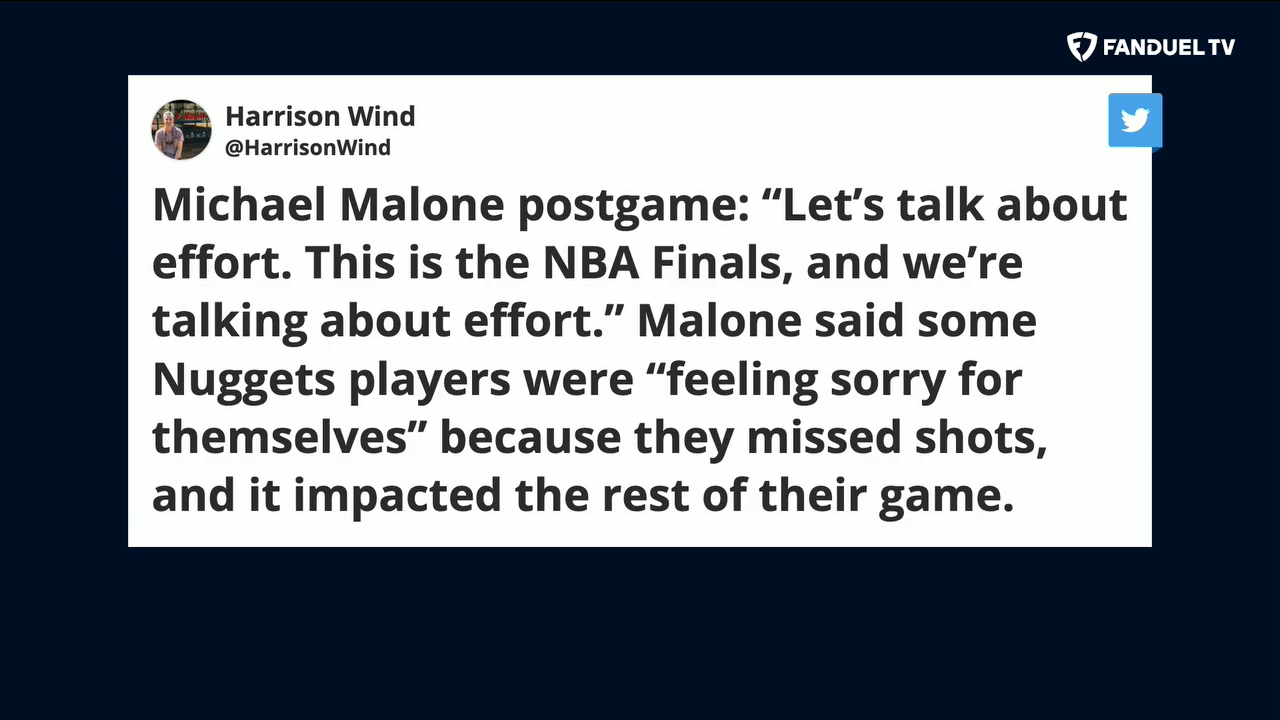 FANDUEL TV
Harrison Wind
@HarrisonWind
Michael Malone postgame: “Let’s talk about
effort. This is the NBA Finals, and we’re
talking about effort.” Malone said some
Nuggets players were “feeling sorry for
themselves” because they missed shots,
and it impacted the rest of their game.